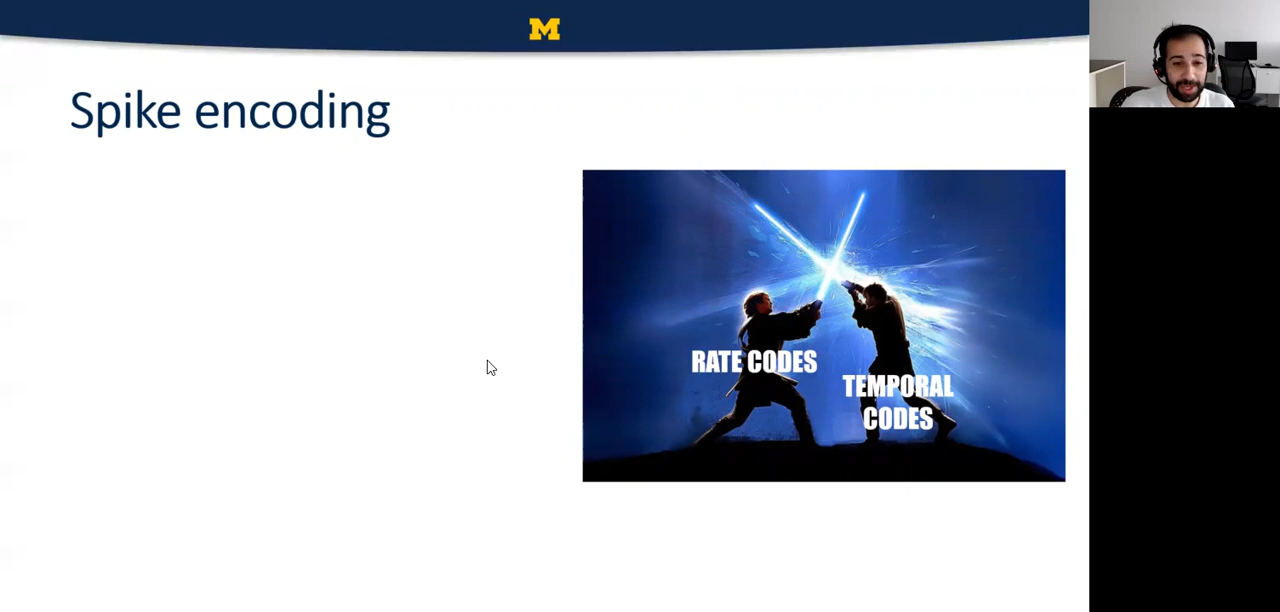 M
Spike encoding
RATE CODES
TEMPORAL
CODES